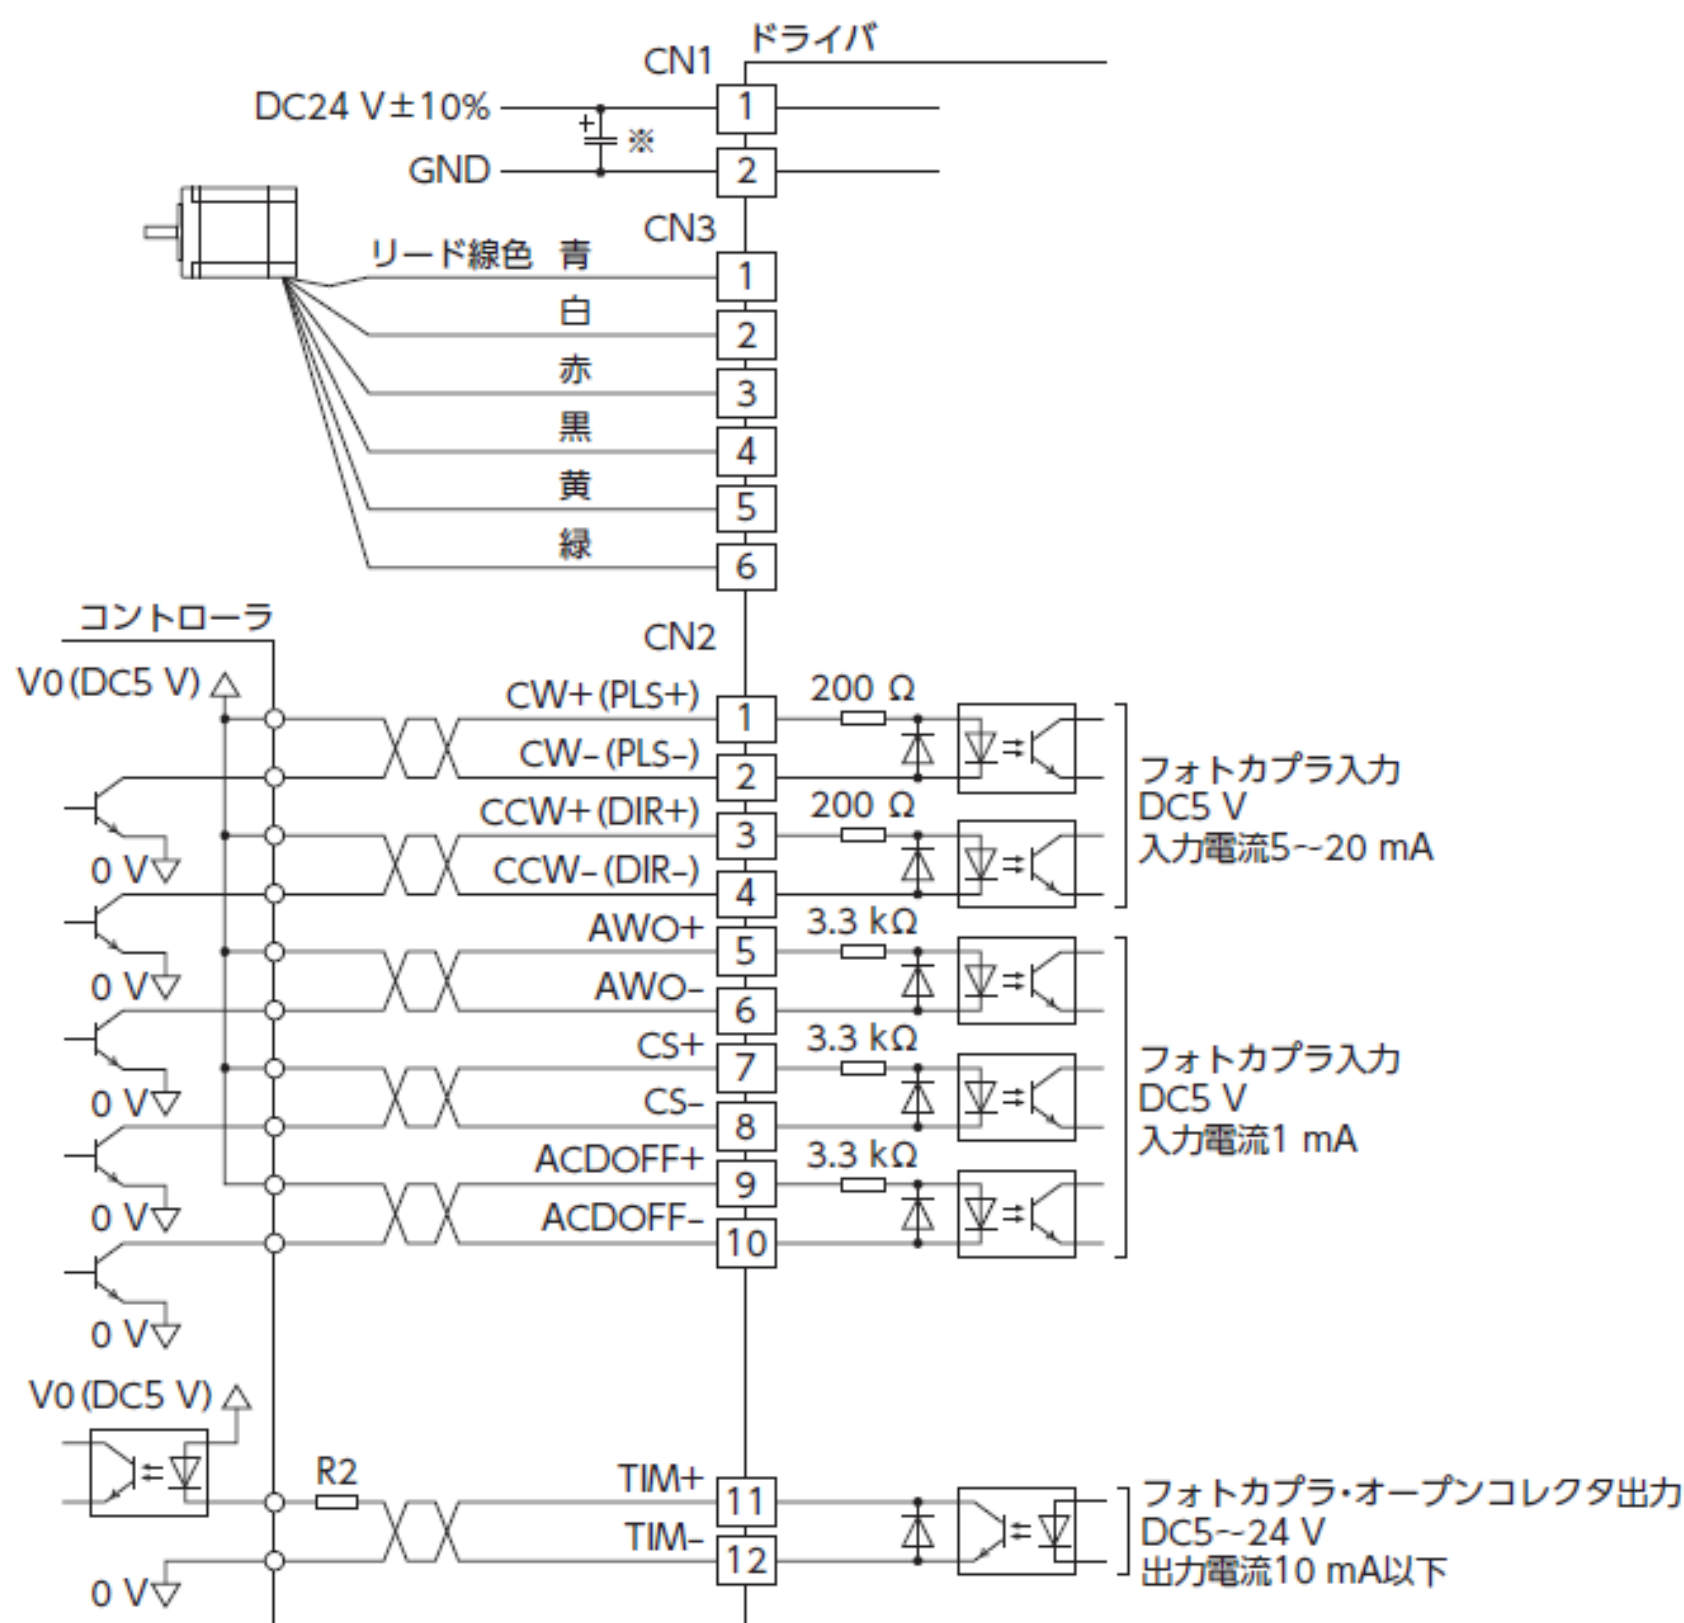 ドライバ
CN1
DC24 V±10%
1
※
GND
2
CN3
リード線色 青
1
白
2
赤
3
黒
4
黄
5
緑
6
コントローラ
CN2
V0(DC5 V)
CW+(PLS+)
1
200 Ω
CW-(PLS-)
2
フォトカプラ入力
DC5 V
入力電流5~20 mA
CCW+(DIR+)
3
200 Ω
0 V
CCW-(DIR-)
4
AWO+
5
3.3 kΩ
0 V
AWO-
6
CS+
7
3.3 kΩ
フォトカプラ入力
DC5 V
入力電流1 mA
0 V
CS-
8
ACDOFF+
9
3.3 kΩ
0 V
ACDOFF-
10
0 V
V0(DC5 V)
R2
TIM+
11
フォトカプラ・オープンコレクタ出力
DC5~24 V
出力電流10 mA以下
TIM-
12
0 V